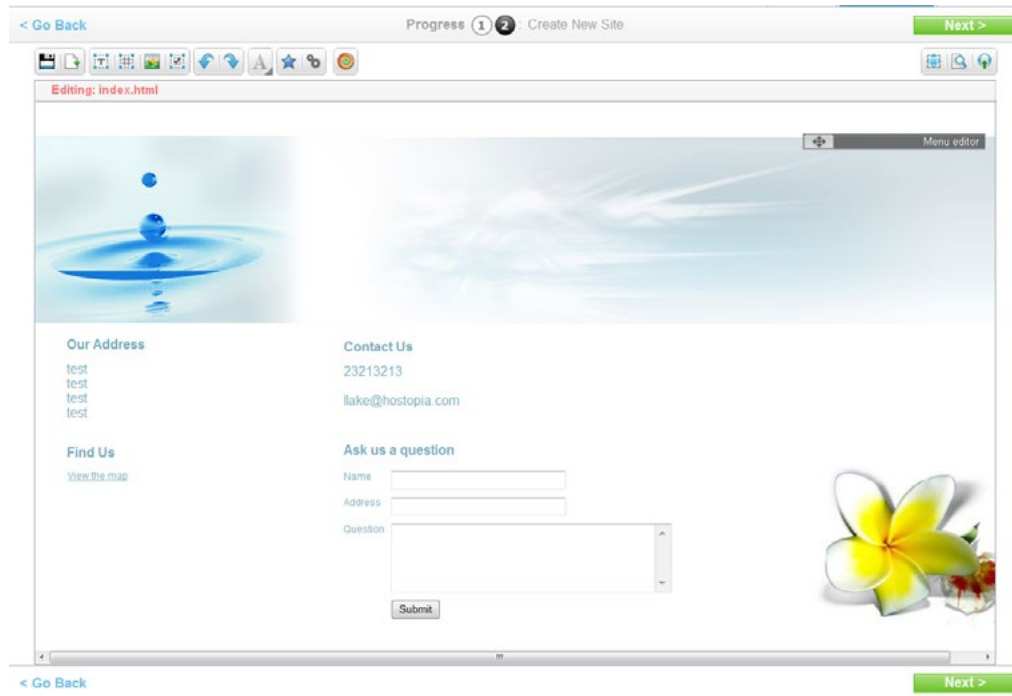 < Go Back
Progress 1 2 : Create New Site
Next >
T
A
Editing: index.html
Menu editor
Our Address
test
test
test
test
Contact Us
23213213
llake@hostopia.com
Find Us
View the map
Ask us a question
Name
Address
Question
Submit
< Go Back
Next >